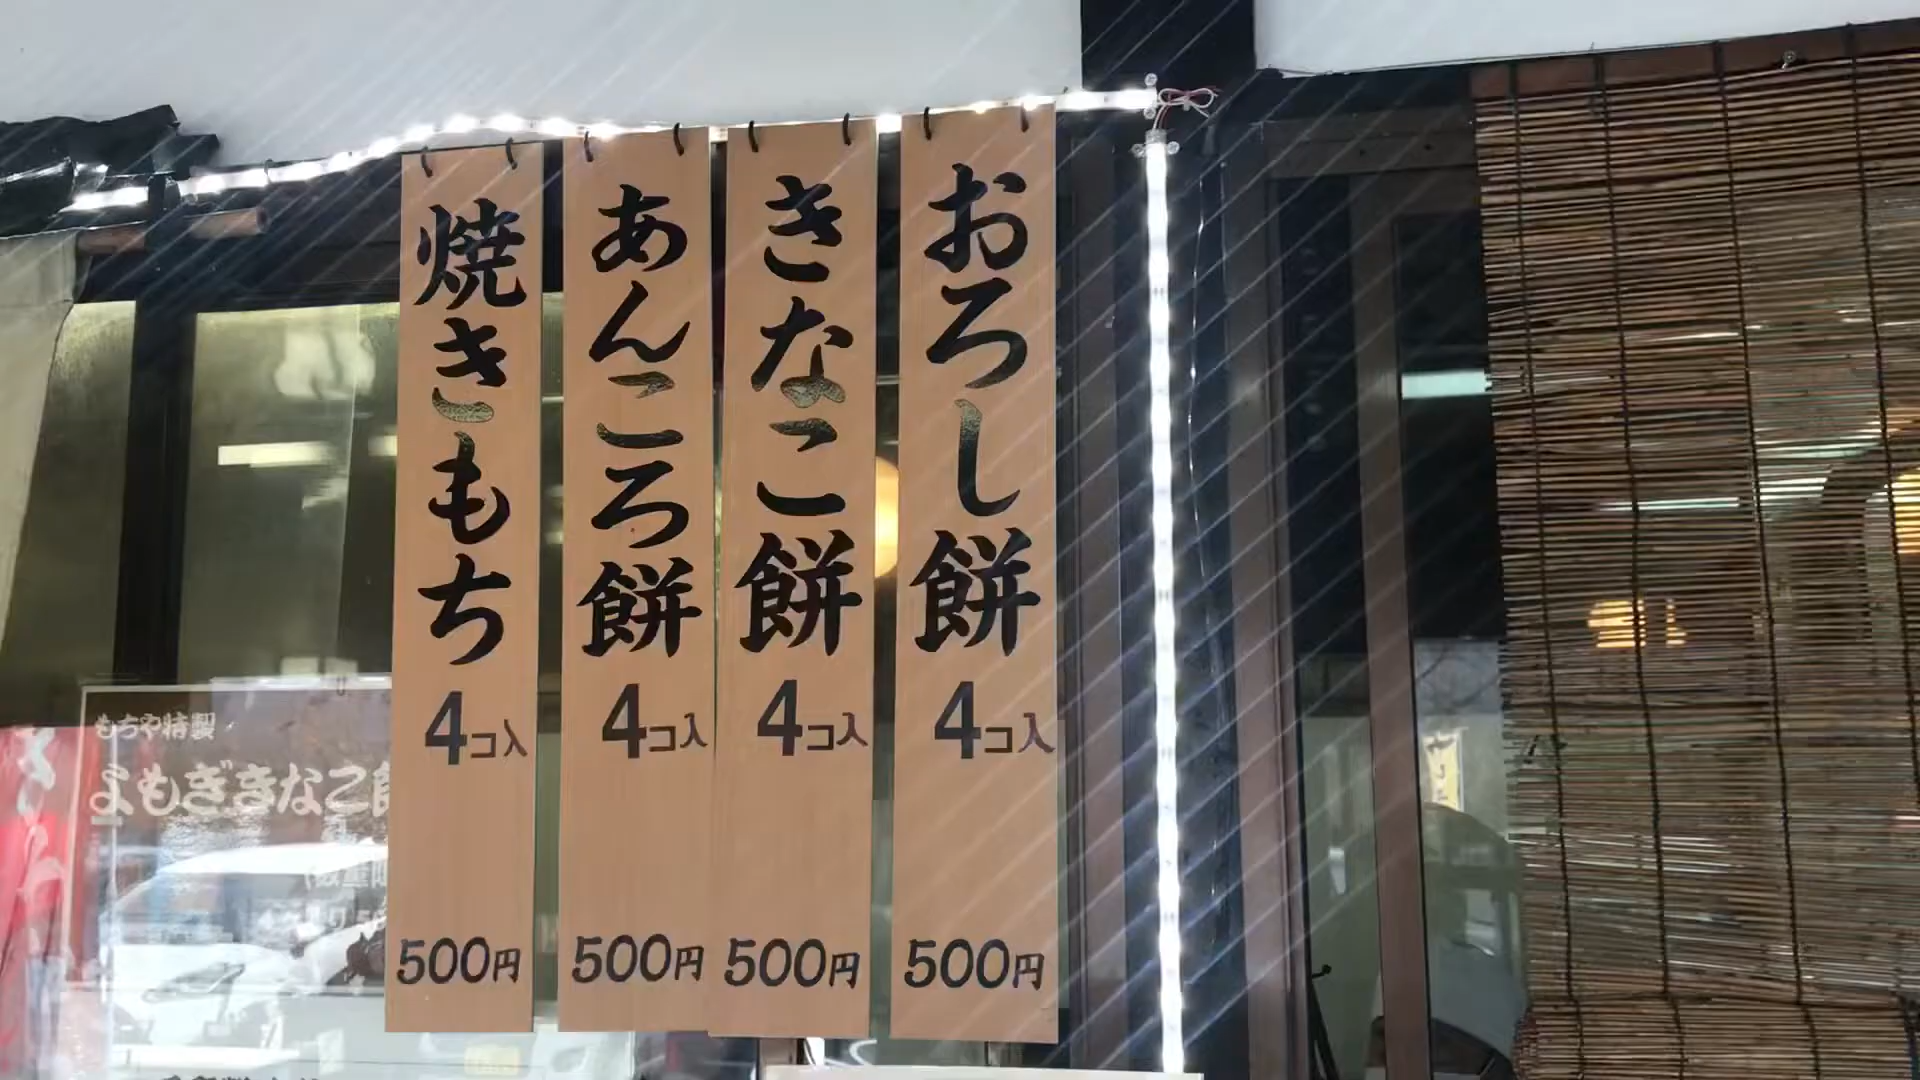 おろし餅
4コ入
500円
きなこ餅
4コ入
500円
あんころ餅
4コ入
500円
焼きもち
4コ入
500円
もちや特製
よもぎきなこ